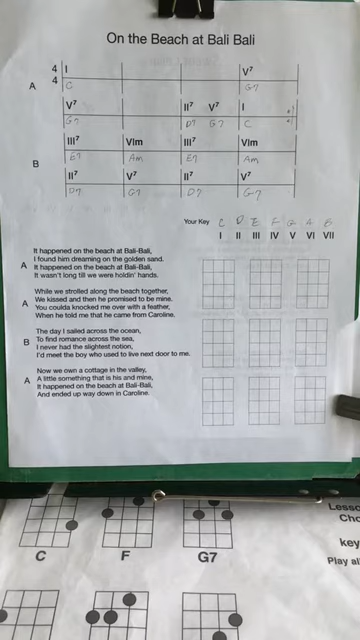 On the Beach at Bali Bali
4 I V7
4
A C G7
V7 II7 V7 I
G7 D7 G7 C
III7 VIm III7 VIm
E7 Am E7 Am
B
II7 V7 II7 V7
D7 G7 D7 G7
Your Key C D E F G A B
I II III IV V VI VII
It happened on the beach at Bali-Bali,
I found him dreaming on the golden sand.
A It happened on the beach at Bali-Bali,
It wasn't long till we were holdin' hands.
While we strolled along the beach together,
A We kissed and then he promised to be mine.
You coulda knocked me over with a feather,
When he told me that he came from Caroline.
The day I sailed across the ocean,
B To find romance across the sea,
I never had the slightest notion,
I'd meet the boy who used to live next door to me.
Now we own a cottage in the valley,
A A little something that is his and mine,
It happened on the beach at Bali-Bali,
And ended up way down in Caroline.
Lesso
Cho
key
Play al
C F G7